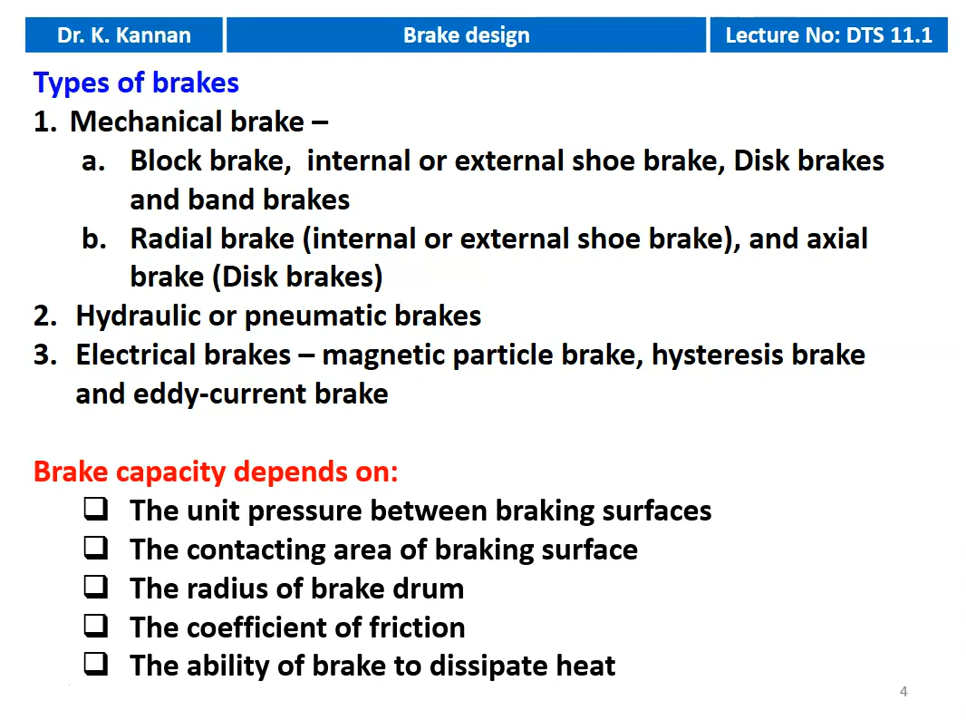 Dr. K. Kannan
Brake design
Lecture No: DTS 11.1
Types of brakes
1. Mechanical brake –
a. Block brake, internal or external shoe brake, Disk brakes
and band brakes
b. Radial brake (internal or external shoe brake), and axial
brake (Disk brakes)
2. Hydraulic or pneumatic brakes
3. Electrical brakes – magnetic particle brake, hysteresis brake
and eddy-current brake
Brake capacity depends on:
❑ The unit pressure between braking surfaces
❑ The contacting area of braking surface
❑ The radius of brake drum
❑ The coefficient of friction
❑ The ability of brake to dissipate heat
4